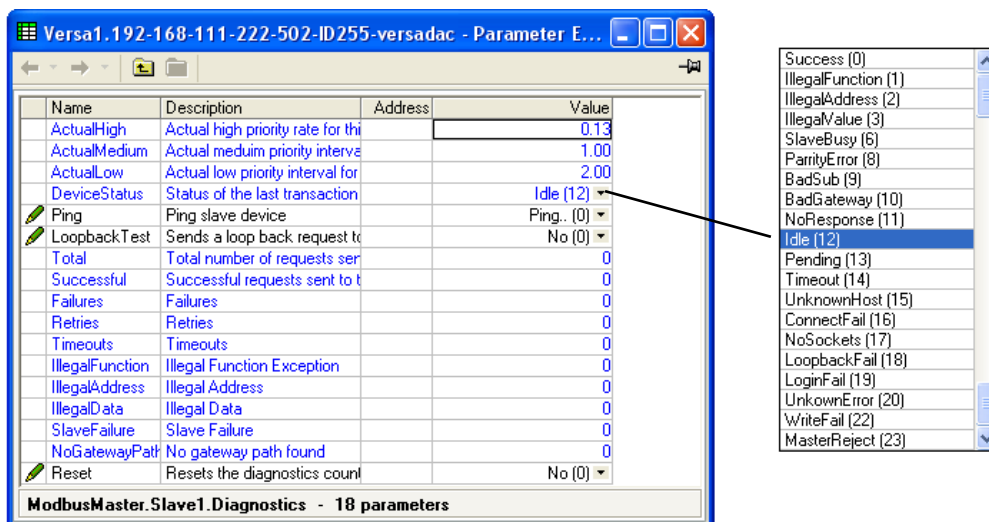 Versa1.192-168-111-222-502-ID255-versadac - Parameter E...
Name Description Address Value
ActualHigh Actual high priority rate for thi 0.13
ActualMedium Actual meduim priority interva 1.00
ActualLow Actual low priority interval for 2.00
DeviceStatus Status of the last transaction Idle (12)
Ping Ping slave device Ping.. (0)
LoopbackTest Sends a loop back request to No (0)
Total Total number of requests sen 0
Successful Successful requests sent to t 0
Failures Failures 0
Retries Retries 0
Timeouts Timeouts 0
IllegalFunction Illegal Function Exception 0
IllegalAddress Illegal Address 0
IllegalData Illegal Data 0
SlaveFailure Slave Failure 0
NoGatewayPath No gateway path found 0
Reset Resets the diagnostics count No (0)
ModbusMaster.Slave1.Diagnostics - 18 parameters
Success (0)
IllegalFunction (1)
IllegalAddress (2)
IllegalValue (3)
SlaveBusy (6)
ParrityError (8)
BadSub (9)
BadGateway (10)
NoResponse (11)
Idle (12)
Pending (13)
Timeout (14)
UnknownHost (15)
ConnectFail (16)
NoSockets (17)
LoopbackFail (18)
LoginFail (19)
UnkownError (20)
WriteFail (22)
MasterReject (23)